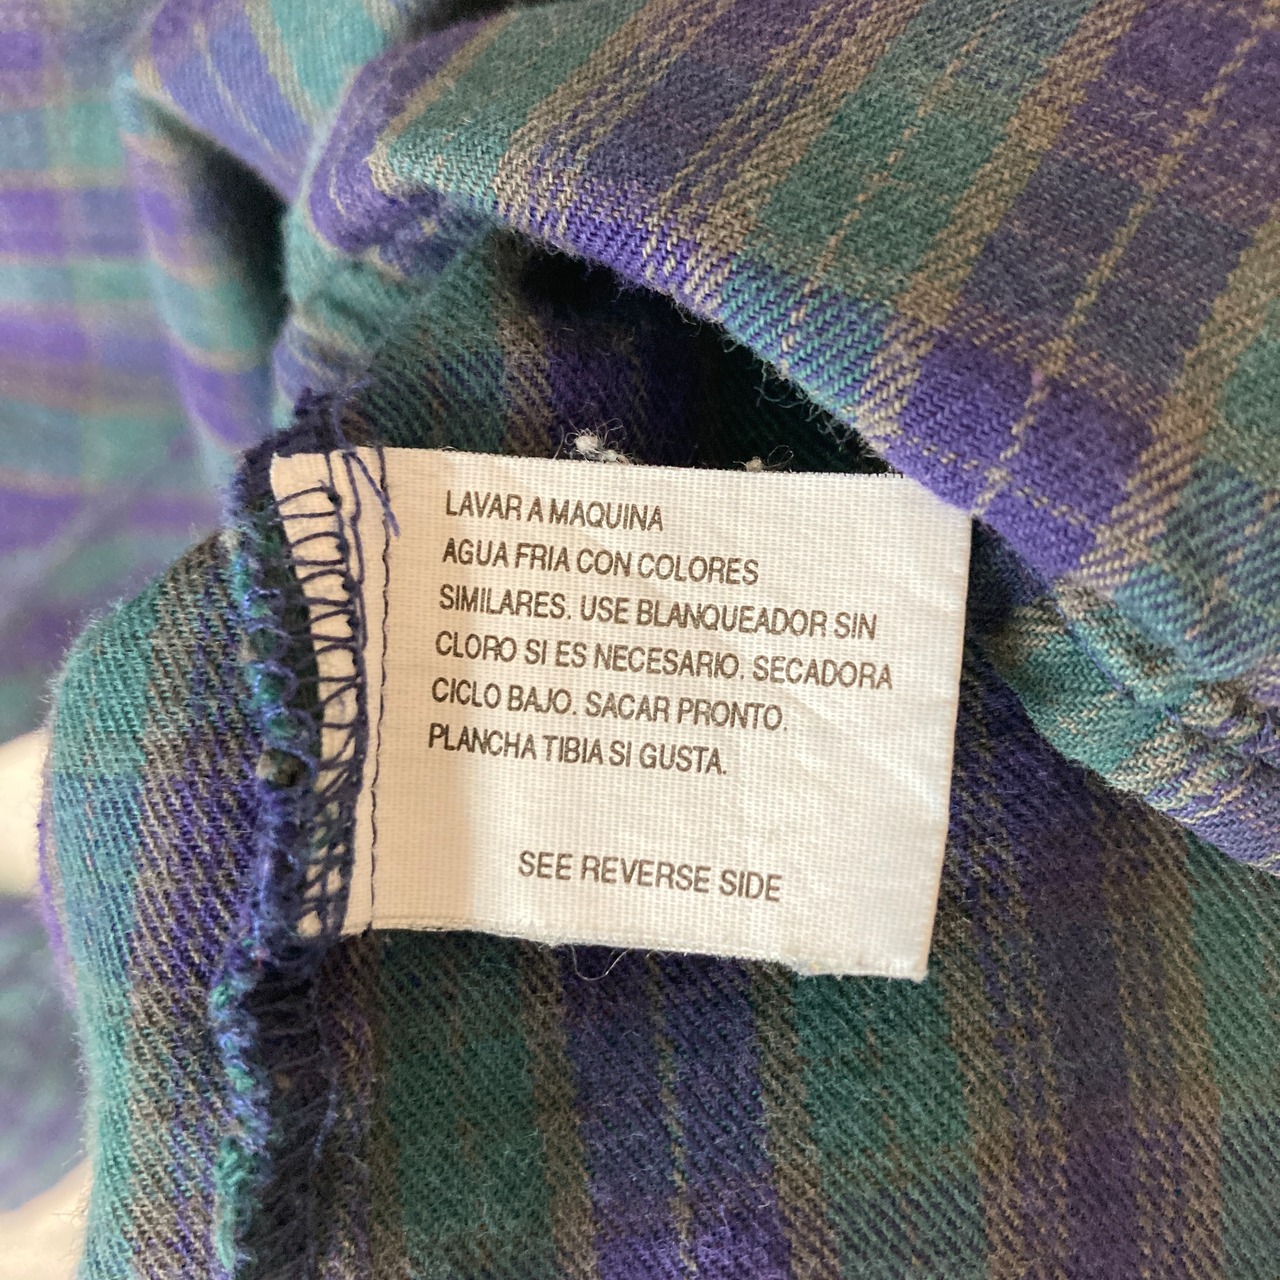 LAVAR A MAQUINA
AGUA FRIA CON COLORES
SIMILARES. USE BLANQUEADOR SIN
CLORO SI ES NECESARIO. SECADORA
CICLO BAJO. SACAR PRONTO.
PLANCHA TIBIA SI GUSTA.
SEE REVERSE SIDE